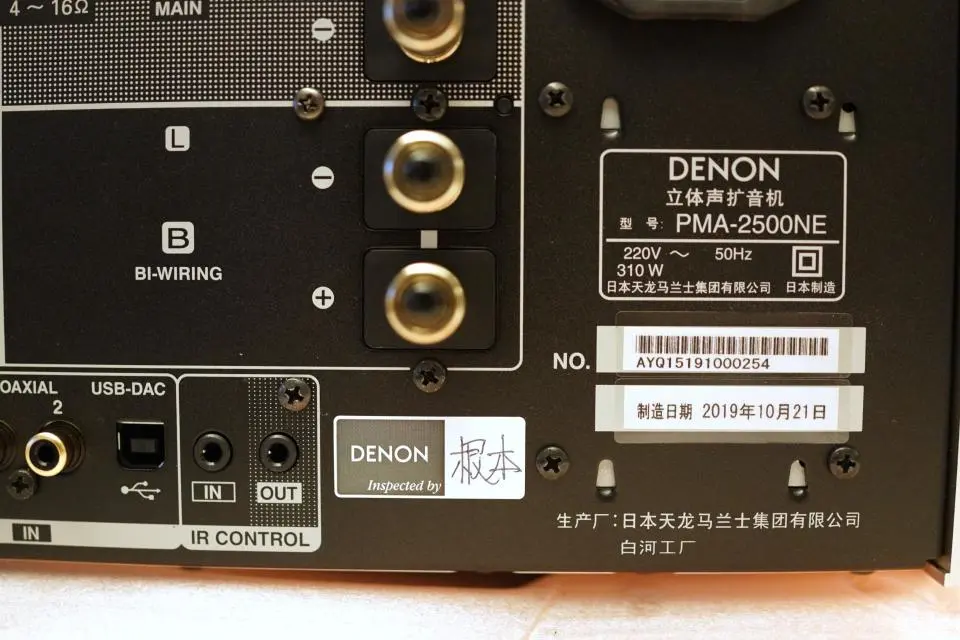 4 ~ 16Ω
MAIN
L
B
BI-WIRING
DENON
立体声扩音机
型 号: PMA-2500NE
220V ~ 50Hz
310 W
日本天龙马兰士集团有限公司 日本制造
NO.
AYQ15191000254
制造日期 2019年10月21日
OAXIAL
2
USB-DAC
IN
OUT
IR CONTROL
IN
DENON
Inspected by
根本
生产厂:日本天龙马兰士集团有限公司
白河工厂